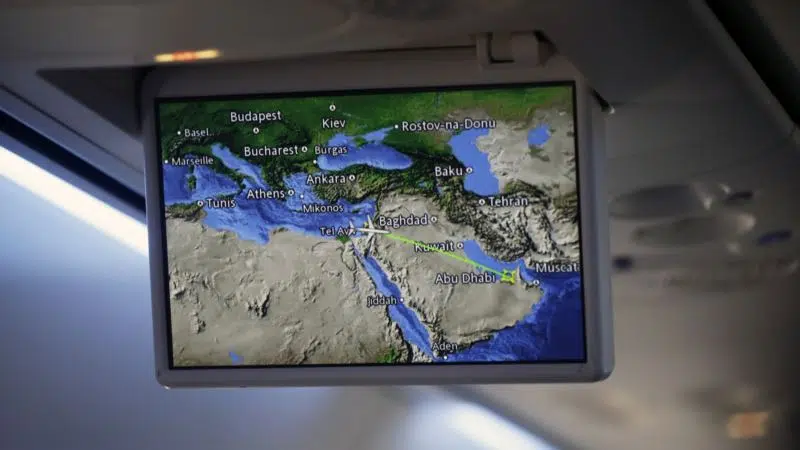 Budapest
Kiev
Rostov-na-Donu
Basel..
Bucharest
Burgas
Marseille
Ankara
Baku
Athens
Tunis
Mikonos
Tehran
Baghdad
Tel Av
Kuwait
Muscat
Abu Dhabi
Jiddah
Aden